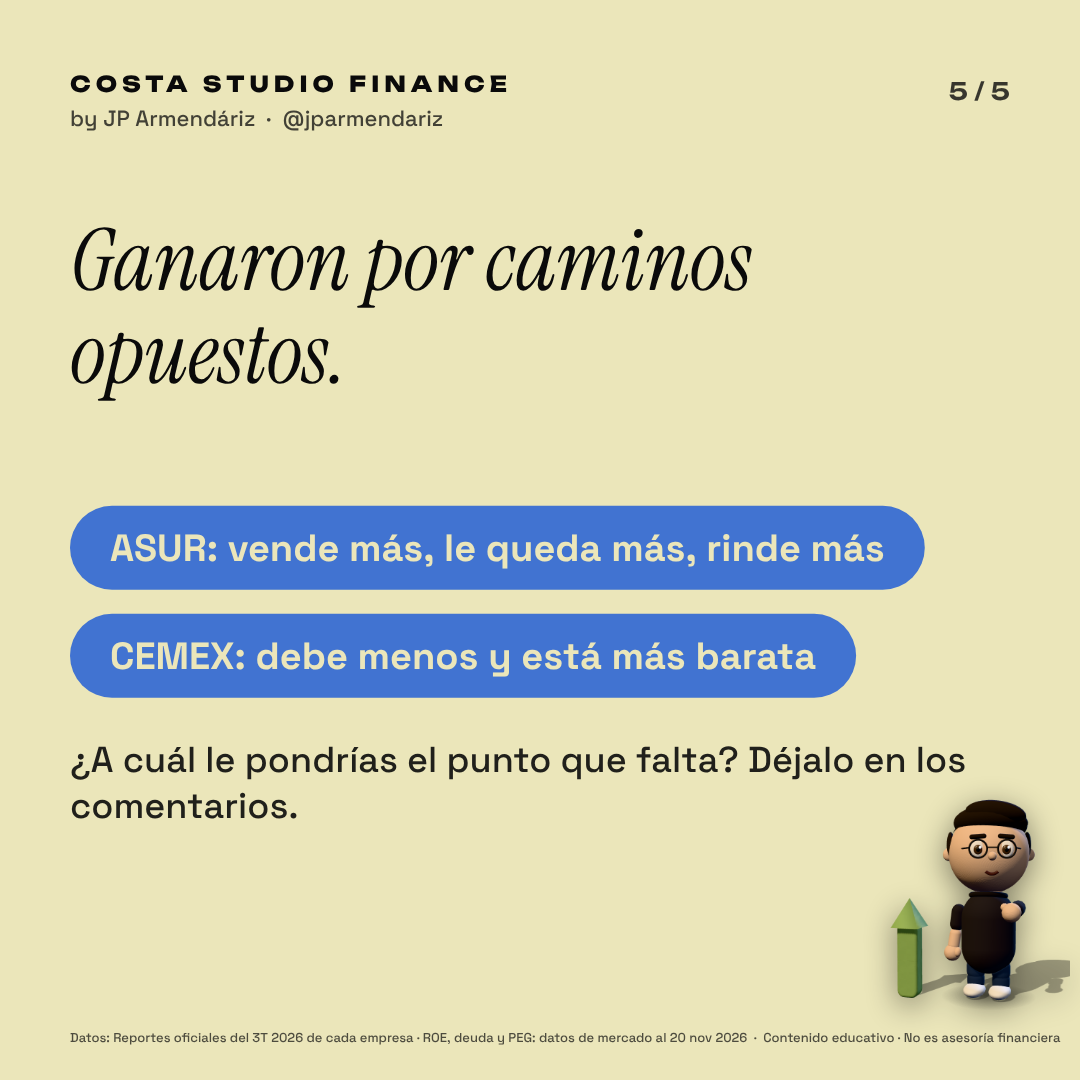 COSTA STUDIO FINANCE
by JP Armendáriz · @jparmendariz
5 / 5
Ganaron por caminos
opuestos.
ASUR: vende más, le queda más, rinde más
CEMEX: debe menos y está más barata
¿A cuál le pondrías el punto que falta? Déjalo en los
comentarios.
Datos: Reportes oficiales del 3T 2026 de cada empresa · ROE, deuda y PEG: datos de mercado al 20 nov 2026 · Contenido educativo · No es asesoría financiera